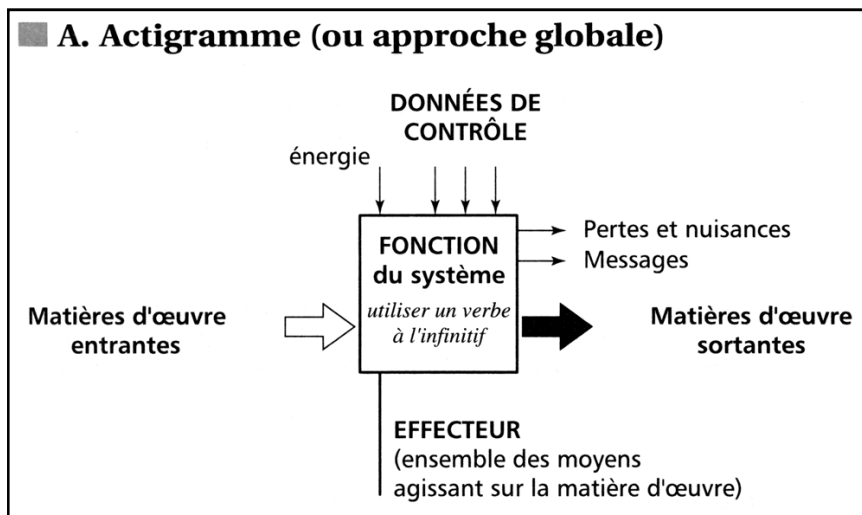 A. Actigramme (ou approche globale)
DONNÉES DE
CONTRÔLE
énergie
FONCTION
du système
utiliser un verbe
à l'infinitif
Pertes et nuisances
Messages
Matières d'œuvre
entrantes
Matières d'œuvre
sortantes
EFFECTEUR
(ensemble des moyens
agissant sur la matière d'œuvre)